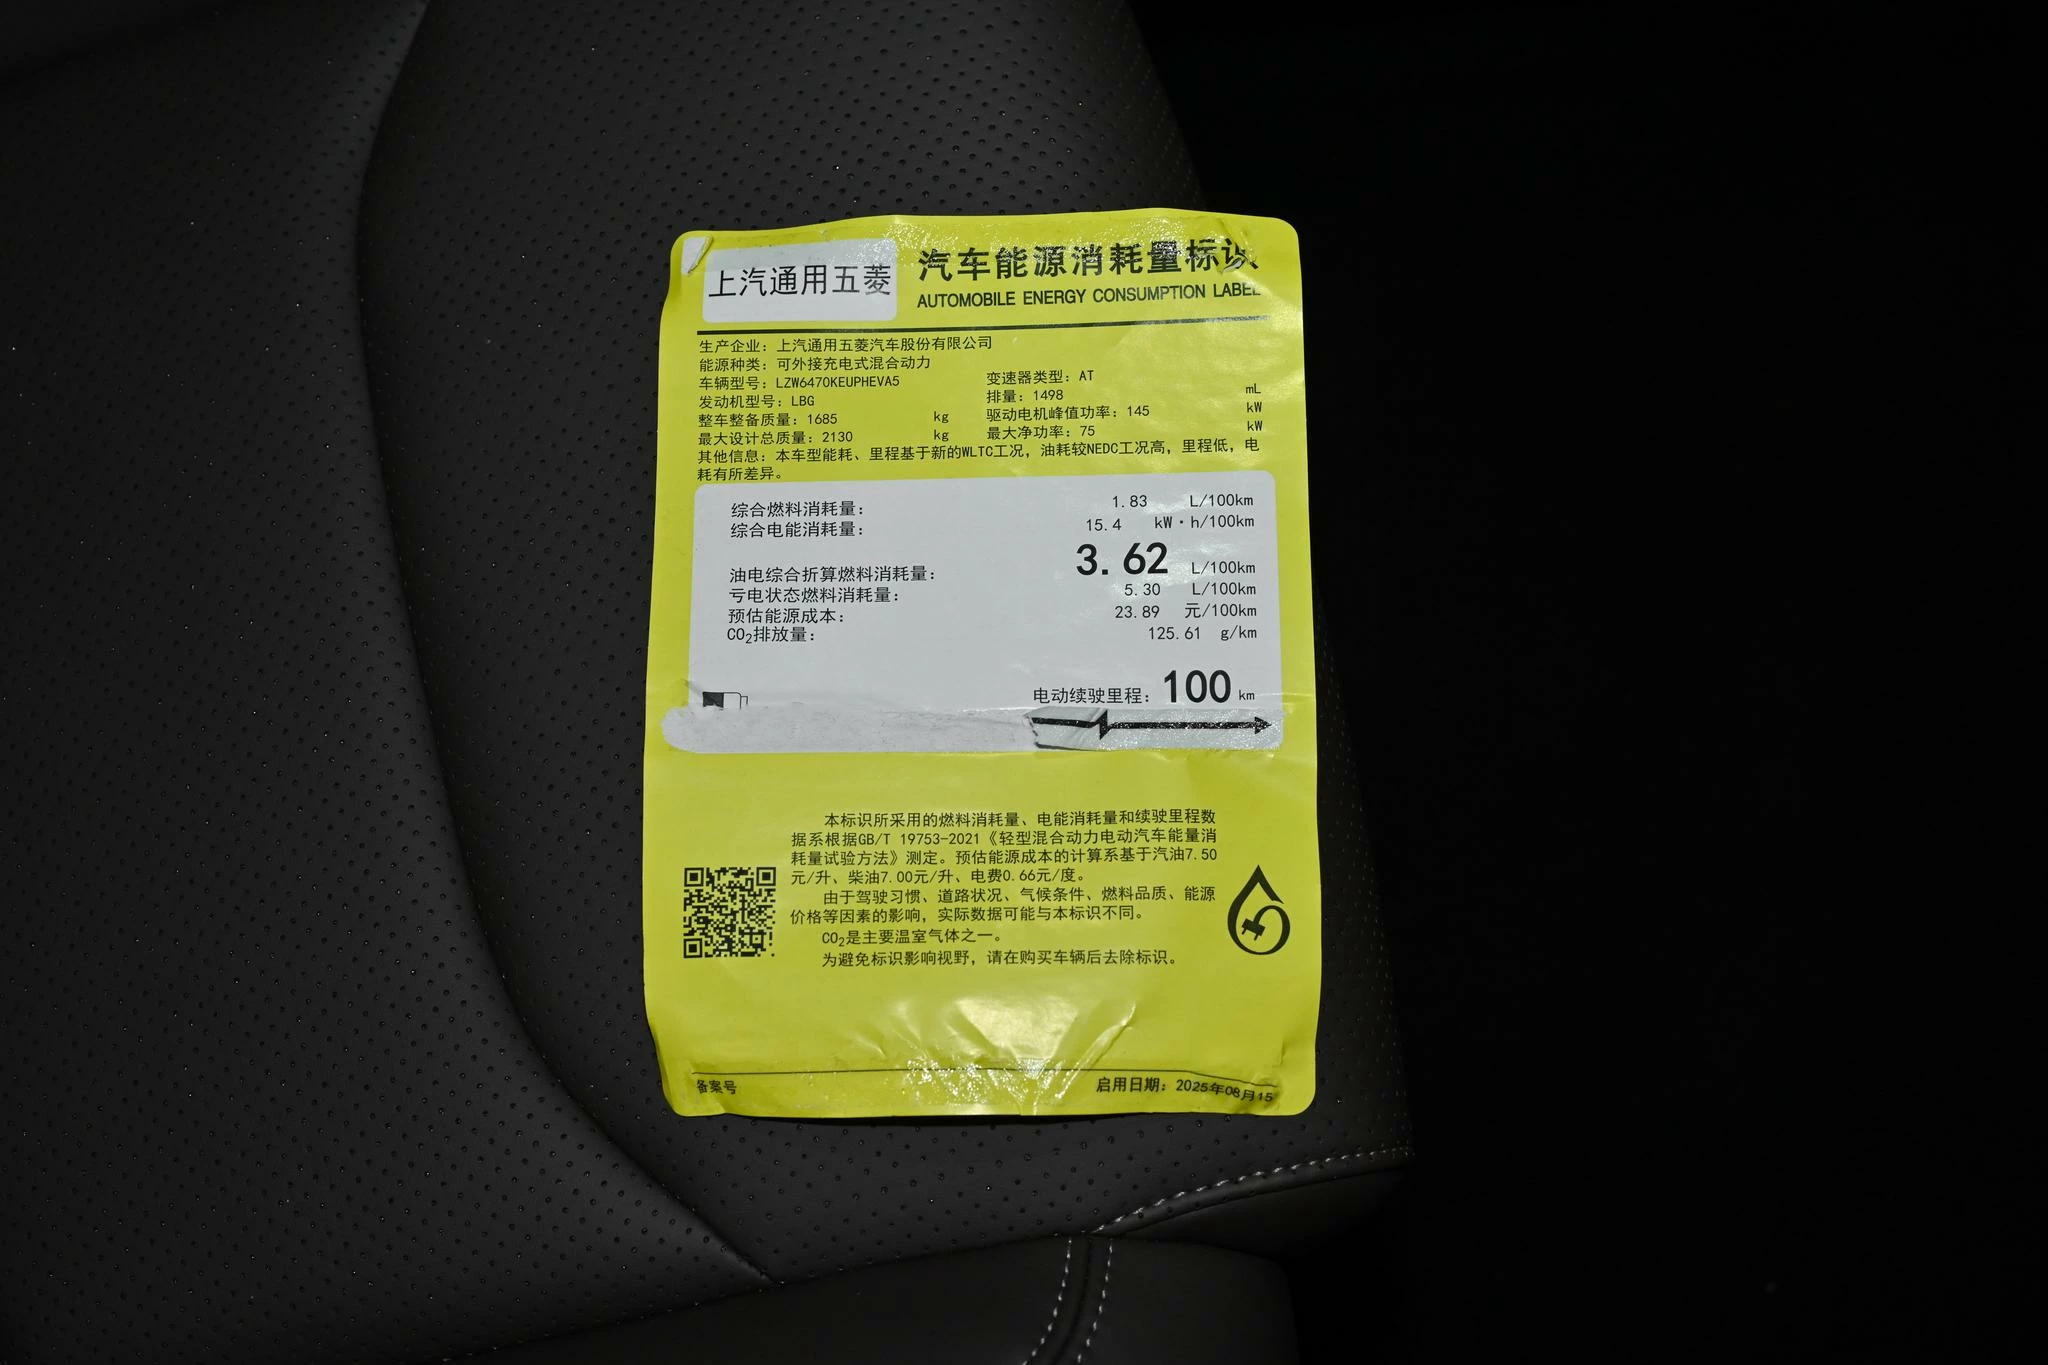 上汽通用五菱
汽车能源消耗量标识
AUTOMOBILE ENERGY CONSUMPTION LABEL
生产企业：上汽通用五菱汽车股份有限公司
能源种类：可外接充电式混合动力
车辆型号：LZW6470KEUPHEVA5 变速器类型：AT
发动机型号：LBG 排量：1498 mL
整车整备质量：1685 kg 驱动电机峰值功率：145 kW
最大设计总质量：2130 kg 最大净功率：75 kW
其他信息：本车型能耗、里程基于新的WLTC工况，油耗较NEDC工况高，里程低，电
耗有所差异。
综合燃料消耗量： 1.83 L/100km
综合电能消耗量： 15.4 kW·h/100km
油电综合折算燃料消耗量： 3.62 L/100km
亏电状态燃料消耗量： 5.30 L/100km
预估能源成本： 23.89 元/100km
CO₂排放量： 125.61 g/km
电动续驶里程：100 km
本标识所采用的燃料消耗量、电能消耗量和续驶里程数
据系根据GB/T 19753-2021《轻型混合动力电动汽车能量消
耗量试验方法》测定。预估能源成本的计算系基于汽油7.50
元/升、柴油7.00元/升、电费0.66元/度。
由于驾驶习惯、道路状况、气候条件、燃料品质、能源
价格等因素的影响，实际数据可能与本标识不同。
CO₂是主要温室气体之一。
为避免标识影响视野，请在购买车辆后去除标识。
备案号 启用日期：2025年08月15